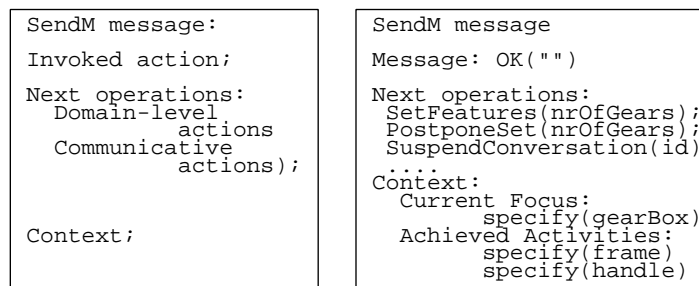 SendM message:
Invoked action;
Next operations:
Domain-level
actions
Communicative
actions);
Context;
SendM message
Message: OK("")
Next operations:
SetFeatures(nrOfGears);
PostponeSet(nrOfGears);
SuspendConversation(id)
....
Context:
Current Focus:
specify(gearBox)
Achieved Activities:
specify(frame)
specify(handle)